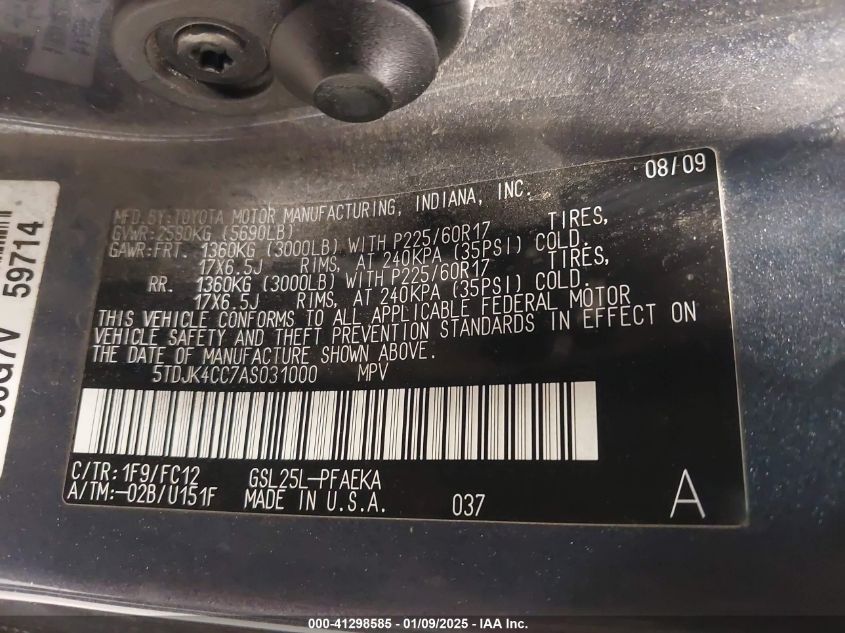 08/09
MFD.BY:TOYOTA MOTOR MANUFACTURING, INDIANA, INC.
GVWR:2580KG (5690LB)
GAWR:FRT. 1360KG (3000LB) WITH P225/60R17 TIRES,
17X6.5J RIMS, AT 240KPA (35PSI) COLD.
RR. 1360KG (3000LB) WITH P225/60R17 TIRES,
17X6.5J RIMS, AT 240KPA (35PSI) COLD.
THIS VEHICLE CONFORMS TO ALL APPLICABLE FEDERAL MOTOR
VEHICLE SAFETY AND THEFT PREVENTION STANDARDS IN EFFECT ON
THE DATE OF MANUFACTURE SHOWN ABOVE.
5TDJK4CC7AS031000 MPV
C/TR:1F9/FC12 GSL25L-PFAEKA
A/TM:-02B/U151F MADE IN U.S.A. 037 A
59714
000-41298585 - 01/09/2025 - IAA Inc.